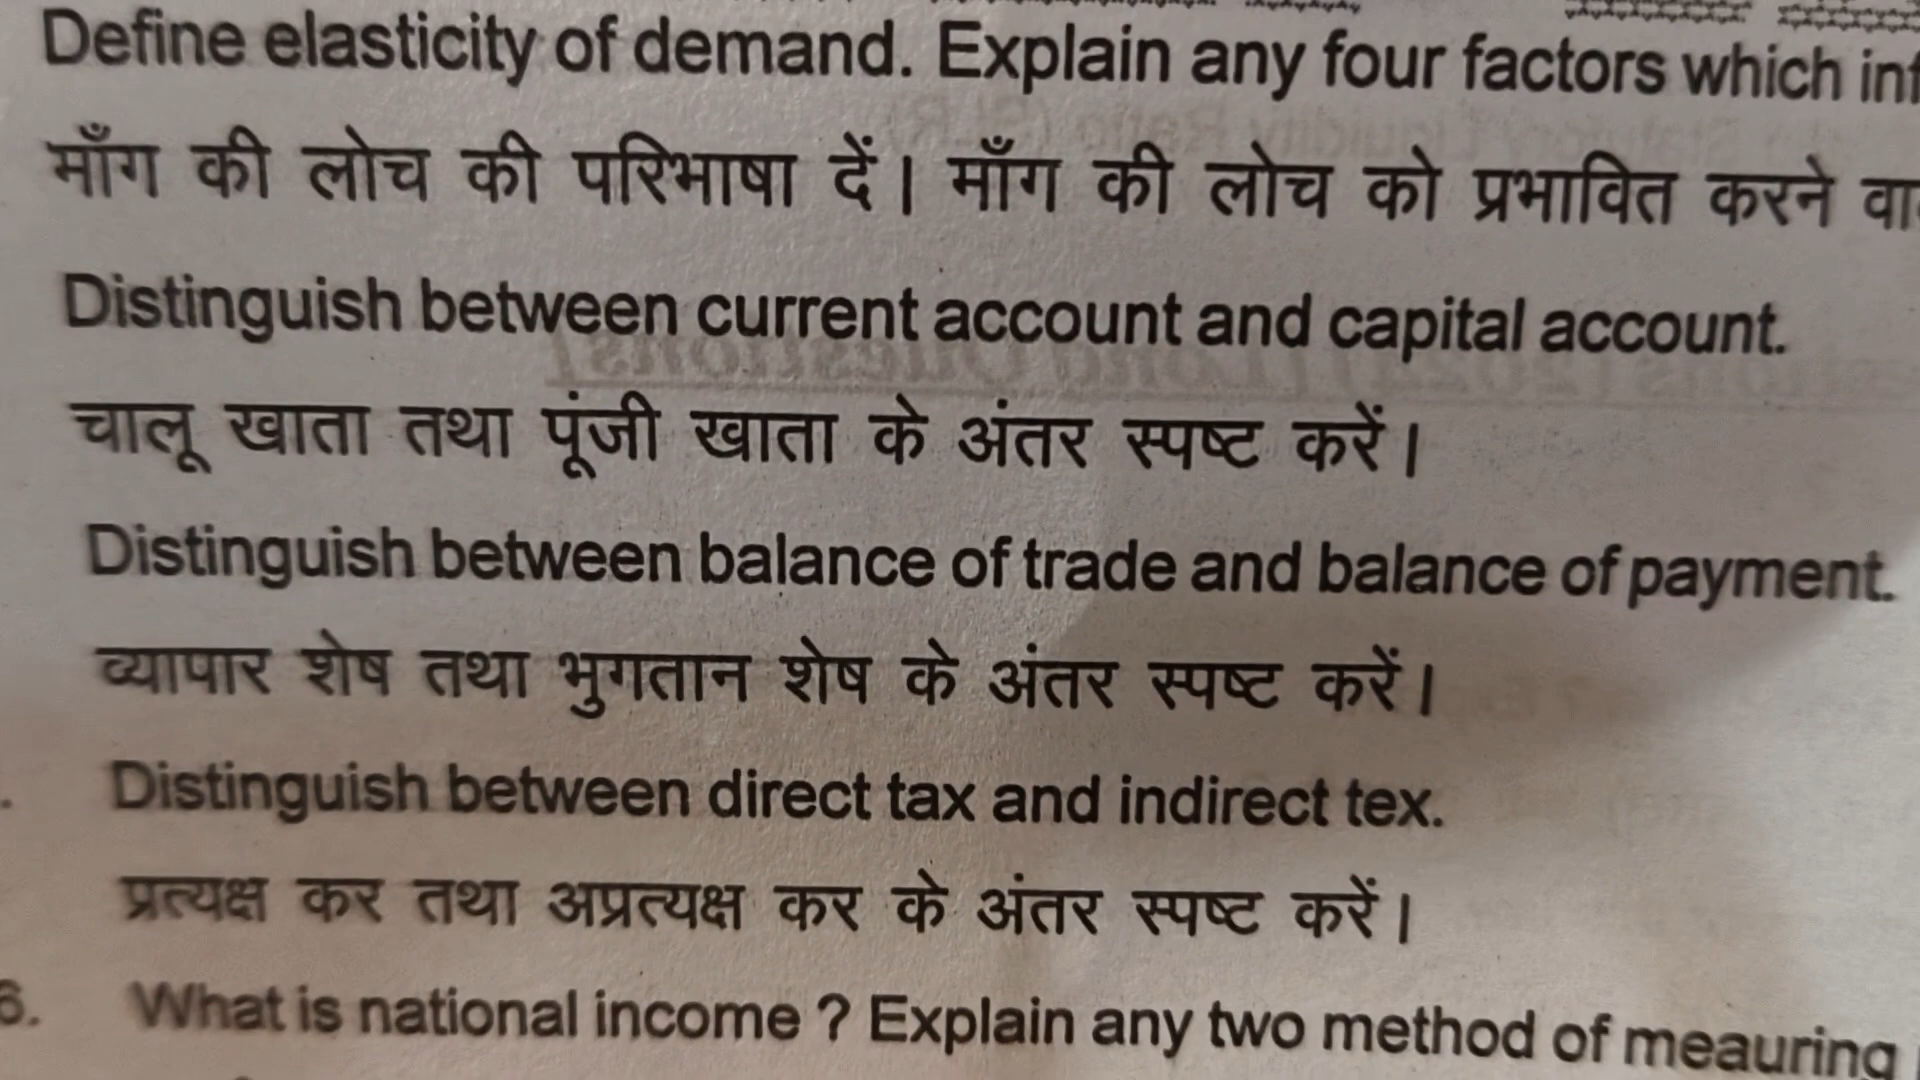 Define elasticity of demand. Explain any four factors which
माँग की लोच की परिभाषा दें। माँग की लोच को प्रभावित करने
Distinguish between current account and capital account.
चालू खाता तथा पूंजी खाता के अंतर स्पष्ट करें।
Distinguish between balance of trade and balance of payment.
व्यापार शेष तथा भुगतान शेष के अंतर स्पष्ट करें।
Distinguish between direct tax and indirect tex.
प्रत्यक्ष कर तथा अप्रत्यक्ष कर के अंतर स्पष्ट करें।
6. What is national income ? Explain any two method of meauring